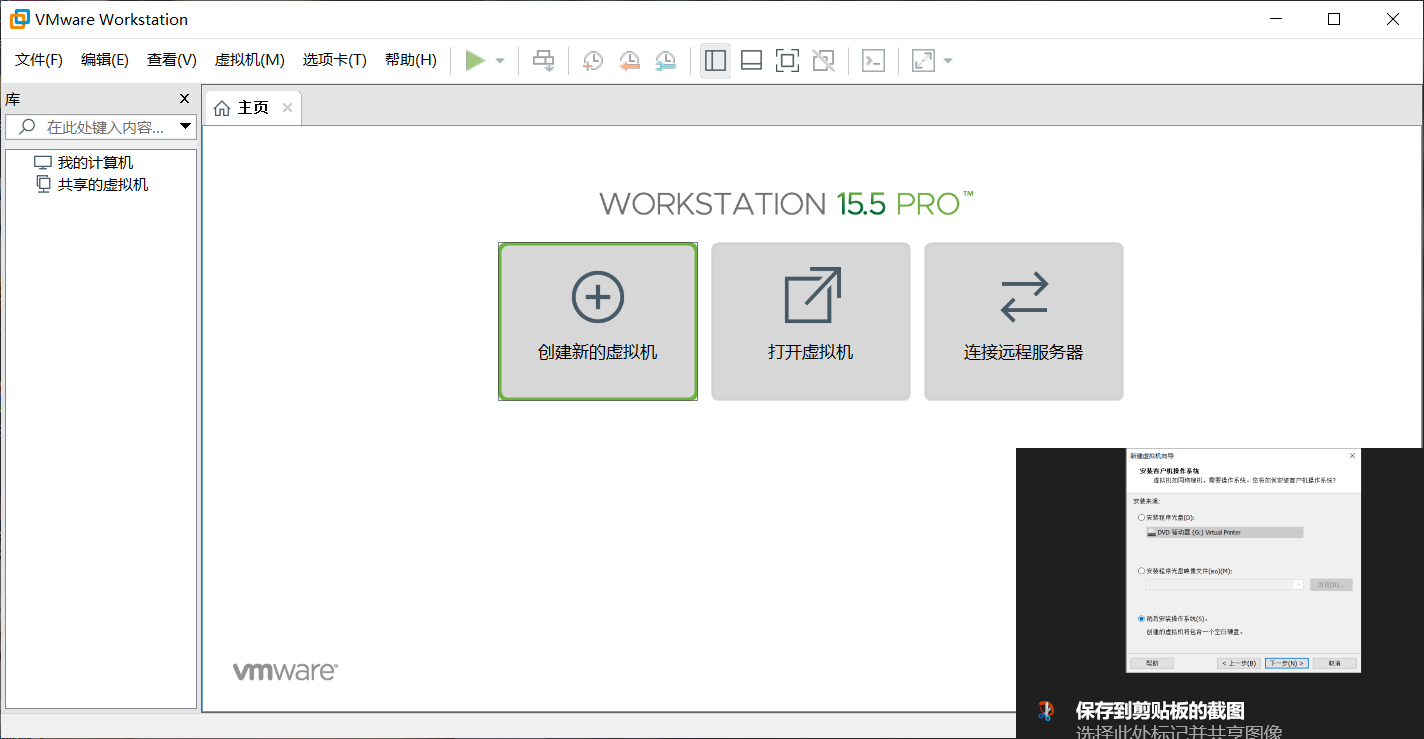 VMware Workstation
文件(F) 编辑(E) 查看(V) 虚拟机(M) 选项卡(T) 帮助(H)
库
在此处键入内容...
我的计算机
共享的虚拟机
主页
WORKSTATION 15.5 PRO™
创建新的虚拟机
打开虚拟机
连接远程服务器
vmware®
新建虚拟机向导
安装客户机操作系统
虚拟机如同物理机，需要操作系统。您将如何安装客户机操作系统?
安装来源:
安装程序光盘(D):
DVD 驱动器 (G:) Virtual Printer
安装程序光盘映像文件(iso)(M):
浏览(R)...
稍后安装操作系统(S)。
创建的虚拟机将包含一个空白硬盘。
帮助 < 上一步(B) 下一步(N) > 取消
保存到剪贴板的截图
选择此处标记并共享图像